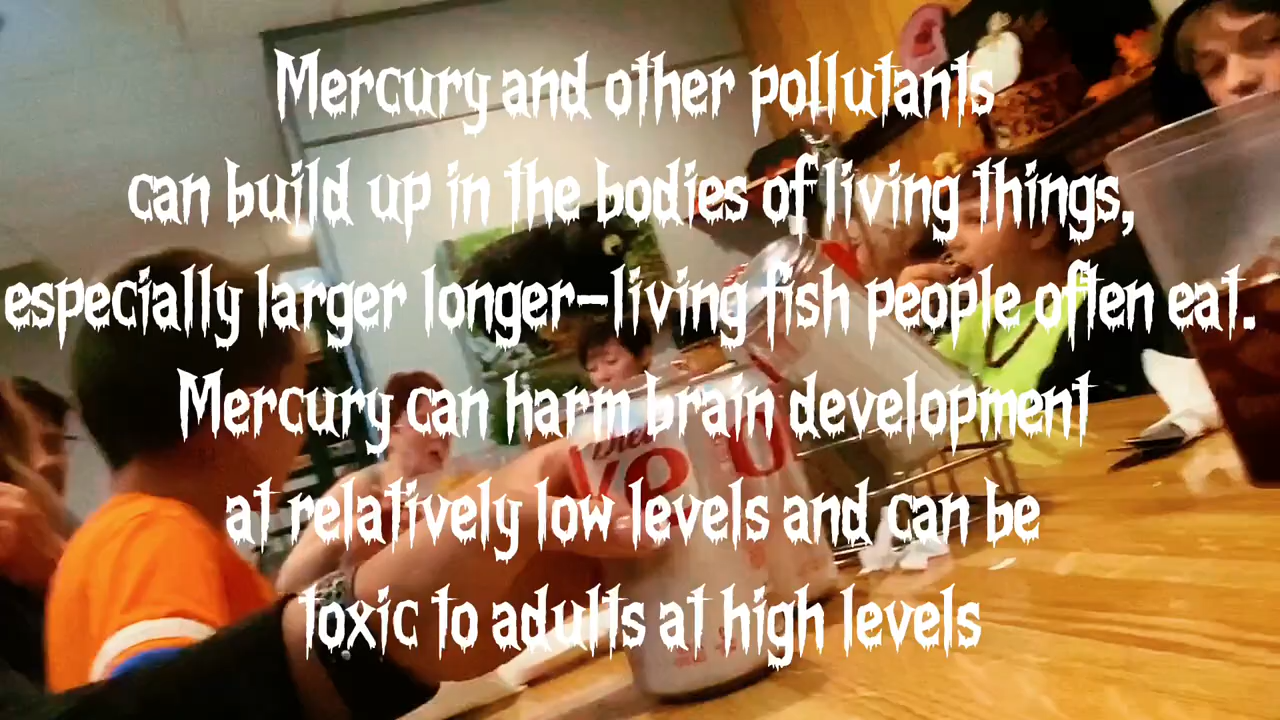 Mercury and other pollutants
can build up in the bodies of living things,
especially larger longer-living fish people often eat.
Mercury can harm brain development
at relatively low levels and can be
toxic to adults at high levels
Diet